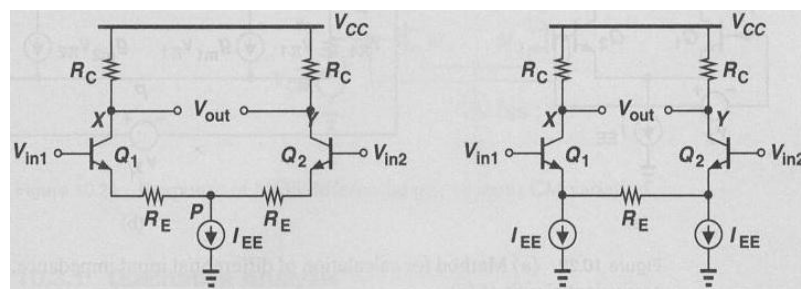 V_CC
R_C
R_C
X
V_out
Y
V_in1
Q_1
Q_2
V_in2
R_E
P
R_E
I_EE
V_CC
R_C
R_C
X
V_out
Y
V_in1
Q_1
Q_2
V_in2
R_E
I_EE
I_EE